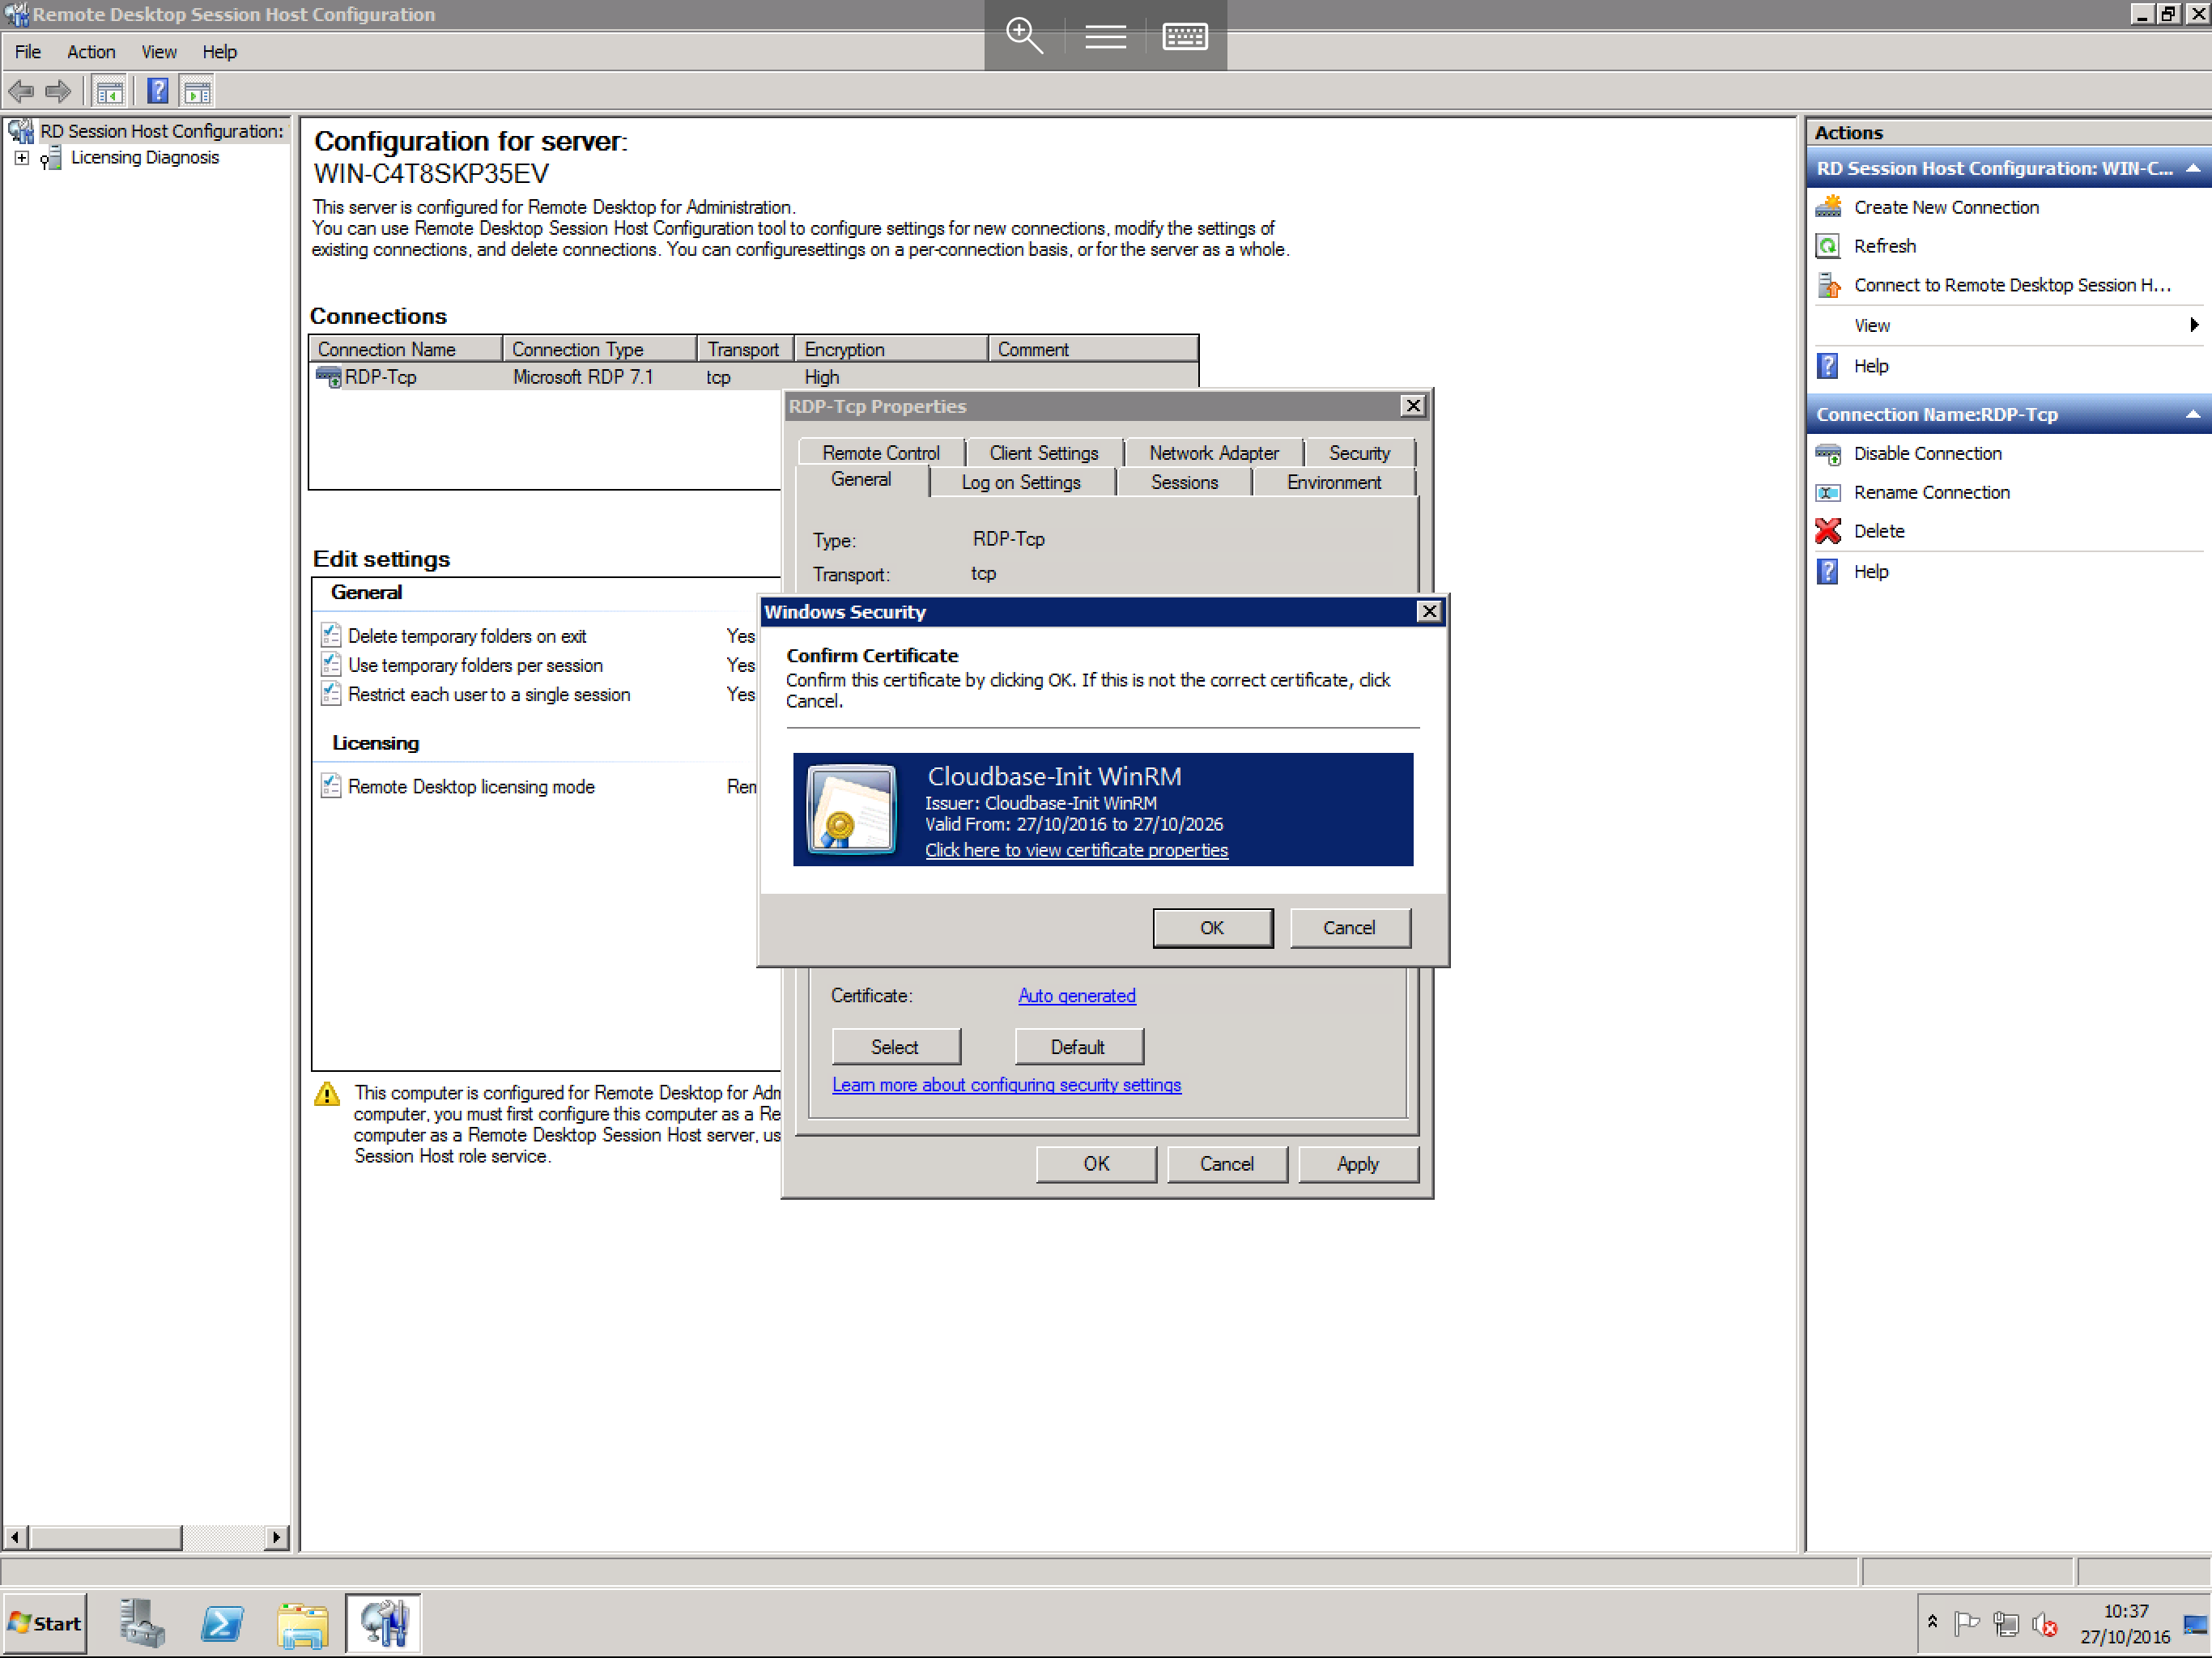 Remote Desktop Session Host Configuration
File Action View Help
RD Session Host Configuration:
Licensing Diagnosis
Configuration for server:
WIN-C4T8SKP35EV
This server is configured for Remote Desktop for Administration.
You can use Remote Desktop Session Host Configuration tool to configure settings for new connections, modify the settings of
existing connections, and delete connections. You can configuresettings on a per-connection basis, or for the server as a whole.
Connections
Connection Name Connection Type Transport Encryption Comment
RDP-Tcp Microsoft RDP 7.1 tcp High
Edit settings
General
Delete temporary folders on exit Yes
Use temporary folders per session Yes
Restrict each user to a single session Yes
Licensing
Remote Desktop licensing mode Rem
This computer is configured for Remote Desktop for Adm
computer, you must first configure this computer as a Re
computer as a Remote Desktop Session Host server, us
Session Host role service.
RDP-Tcp Properties
Remote Control Client Settings Network Adapter Security
General Log on Settings Sessions Environment
Type: RDP-Tcp
Transport: tcp
Windows Security
Confirm Certificate
Confirm this certificate by clicking OK. If this is not the correct certificate, click
Cancel.
Cloudbase-Init WinRM
Issuer: Cloudbase-Init WinRM
Valid From: 27/10/2016 to 27/10/2026
Click here to view certificate properties
OK Cancel
Certificate: Auto generated
Select Default
Learn more about configuring security settings
OK Cancel Apply
Actions
RD Session Host Configuration: WIN-C...
Create New Connection
Refresh
Connect to Remote Desktop Session H...
View
Help
Connection Name:RDP-Tcp
Disable Connection
Rename Connection
Delete
Help
Start
10:37
27/10/2016